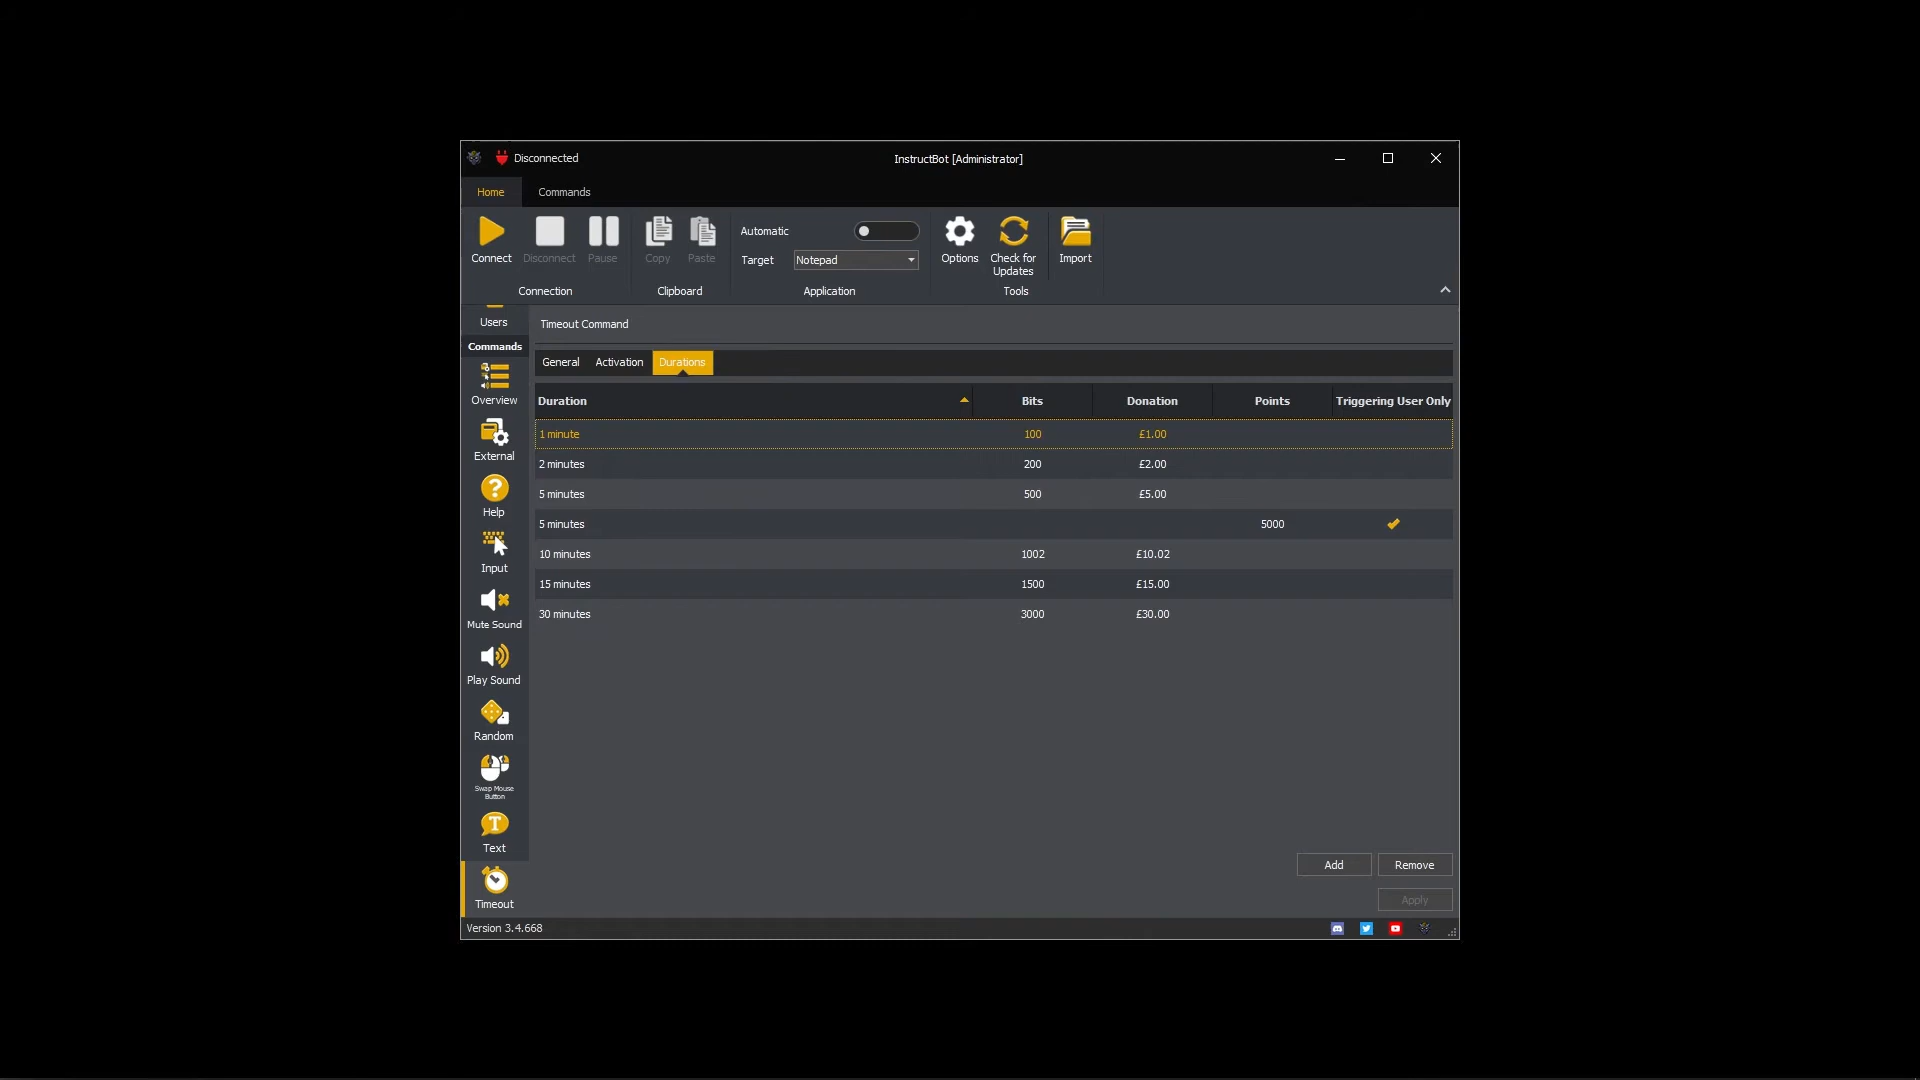 Disconnected
InstructBot [Administrator]
Home Commands
Connect Disconnect Pause Copy Paste
Automatic
Target Notepad
Options Check for
Updates Import
Connection Clipboard Application Tools
Users
Commands
Overview
External
Help
Input
Mute Sound
Play Sound
Random
Swap Mouse
Button
Text
Timeout
Timeout Command
General Activation Durations
Duration Bits Donation Points Triggering User Only
1 minute 100 £1.00
2 minutes 200 £2.00
5 minutes 500 £5.00
5 minutes 5000
10 minutes 1002 £10.02
15 minutes 1500 £15.00
30 minutes 3000 £30.00
Add Remove
Apply
Version 3.4.668